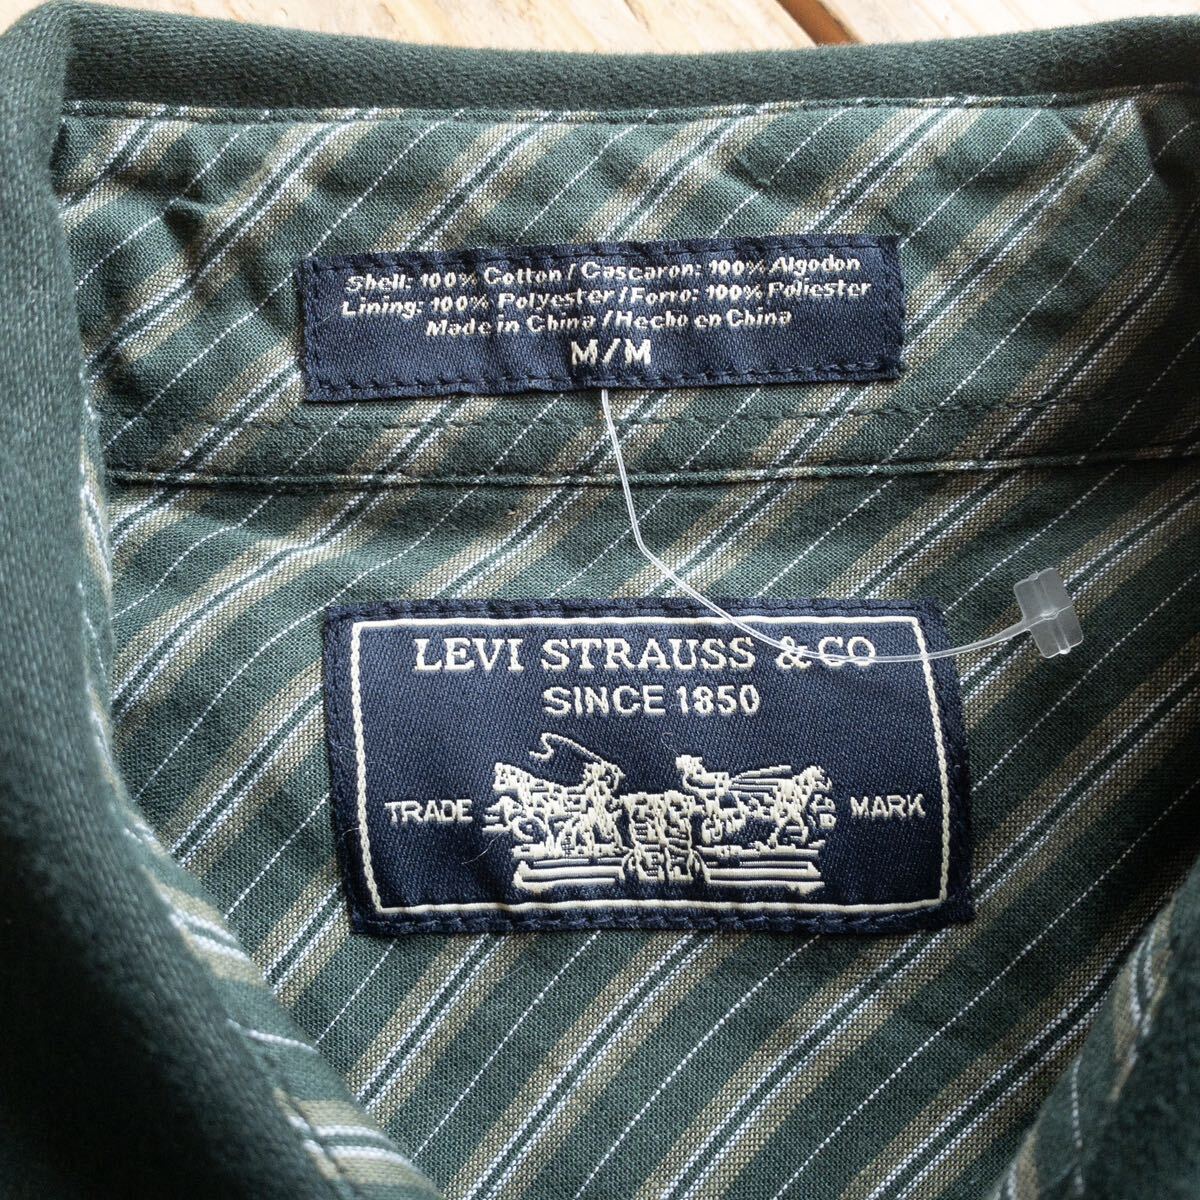 Shell: 100% Cotton / Cascaron: 100% Algodon
Lining: 100% Polyester / Forro: 100% Poliester
Made in China / Hecho en China
M/M
LEVI STRAUSS & CO
SINCE 1850
TRADE MARK